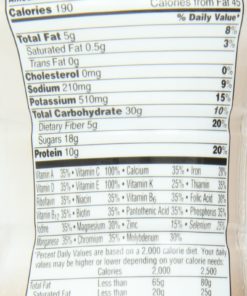 Calories 190 Calories from Fat 45
% Daily Value*
Total Fat 5g 8%
Saturated Fat 0.5g 3%
Trans Fat 0g
Cholesterol 0mg 0%
Sodium 210mg 9%
Potassium 510mg 15%
Total Carbohydrate 30g 10%
Dietary Fiber 5g 20%
Sugars 18g
Protein 10g 20%
Vitamin A 35% • Vitamin C 100% • Calcium 35% • Iron
Vitamin D 35% • Vitamin E 100% • Vitamin K 25% • Thiamin 35%
Riboflavin 35% • Niacin 35% • Vitamin B6 35% • Folic Acid
Vitamin B12 35% • Biotin 35% • Pantothenic Acid 35% • Phosphorus 35%
Iodine 35% • Magnesium 30% • Zinc 15% • Selenium
Manganese 35% • Chromium 35% • Molybdenum 30%
*Percent Daily Values are based on a 2,000 calorie diet. Your daily
values may be higher or lower depending on your calorie needs.
Calories 2,000 2,500
Total Fat Less than 65g 80g
Saturated Fat Less than 20g 25g